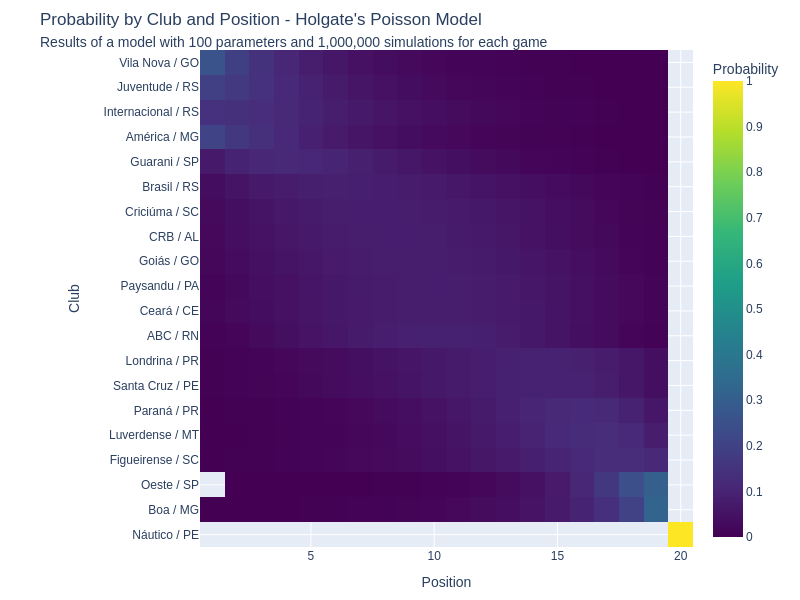 Probability by Club and Position - Holgate's Poisson Model
Results of a model with 100 parameters and 1,000,000 simulations for each game
Probability
Vila Nova / GO
Juventude / RS
Internacional / RS
América / MG
Guarani / SP
Brasil / RS
Criciúma / SC
CRB / AL
Goiás / GO
Paysandu / PA
Ceará / CE
ABC / RN
Londrina / PR
Santa Cruz / PE
Paraná / PR
Luverdense / MT
Figueirense / SC
Oeste / SP
Boa / MG
Náutico / PE
Club
5
10
15
20
Position
1
0.9
0.8
0.7
0.6
0.5
0.4
0.3
0.2
0.1
0